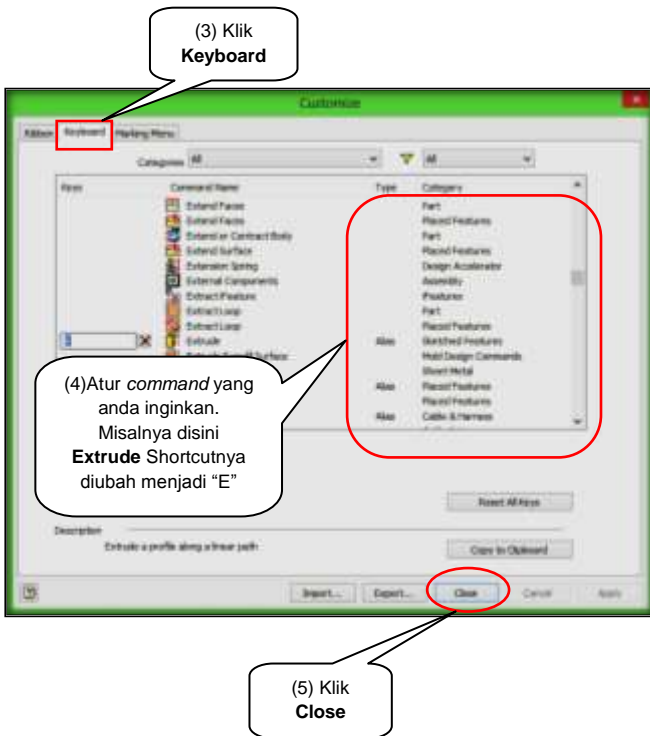 (3) Klik
Keyboard
Customize
Ribbon Keyboard Marking Menu
Categories All All
Keys Command Name Type Category
Extend Faces Part
Extend Faces Placed Features
Extend or Contract Body Part
Extend Surface Placed Features
Extension Spring Design Accelerator
External Components Assembly
Extract iFeature iFeatures
Extract Loop Part
Extract Loop Placed Features
Extrude Alias Sketched Features
Mold Design Commands
Sheet Metal
Alias Placed Features
Placed Features
Alias Cable & Harness
(4)Atur command yang
anda inginkan.
Misalnya disini
Extrude Shortcutnya
diubah menjadi “E”
Reset All Keys
Description
Extrude a profile along a linear path
Copy to Clipboard
Import... Export... Close Cancel Apply
(5) Klik
Close